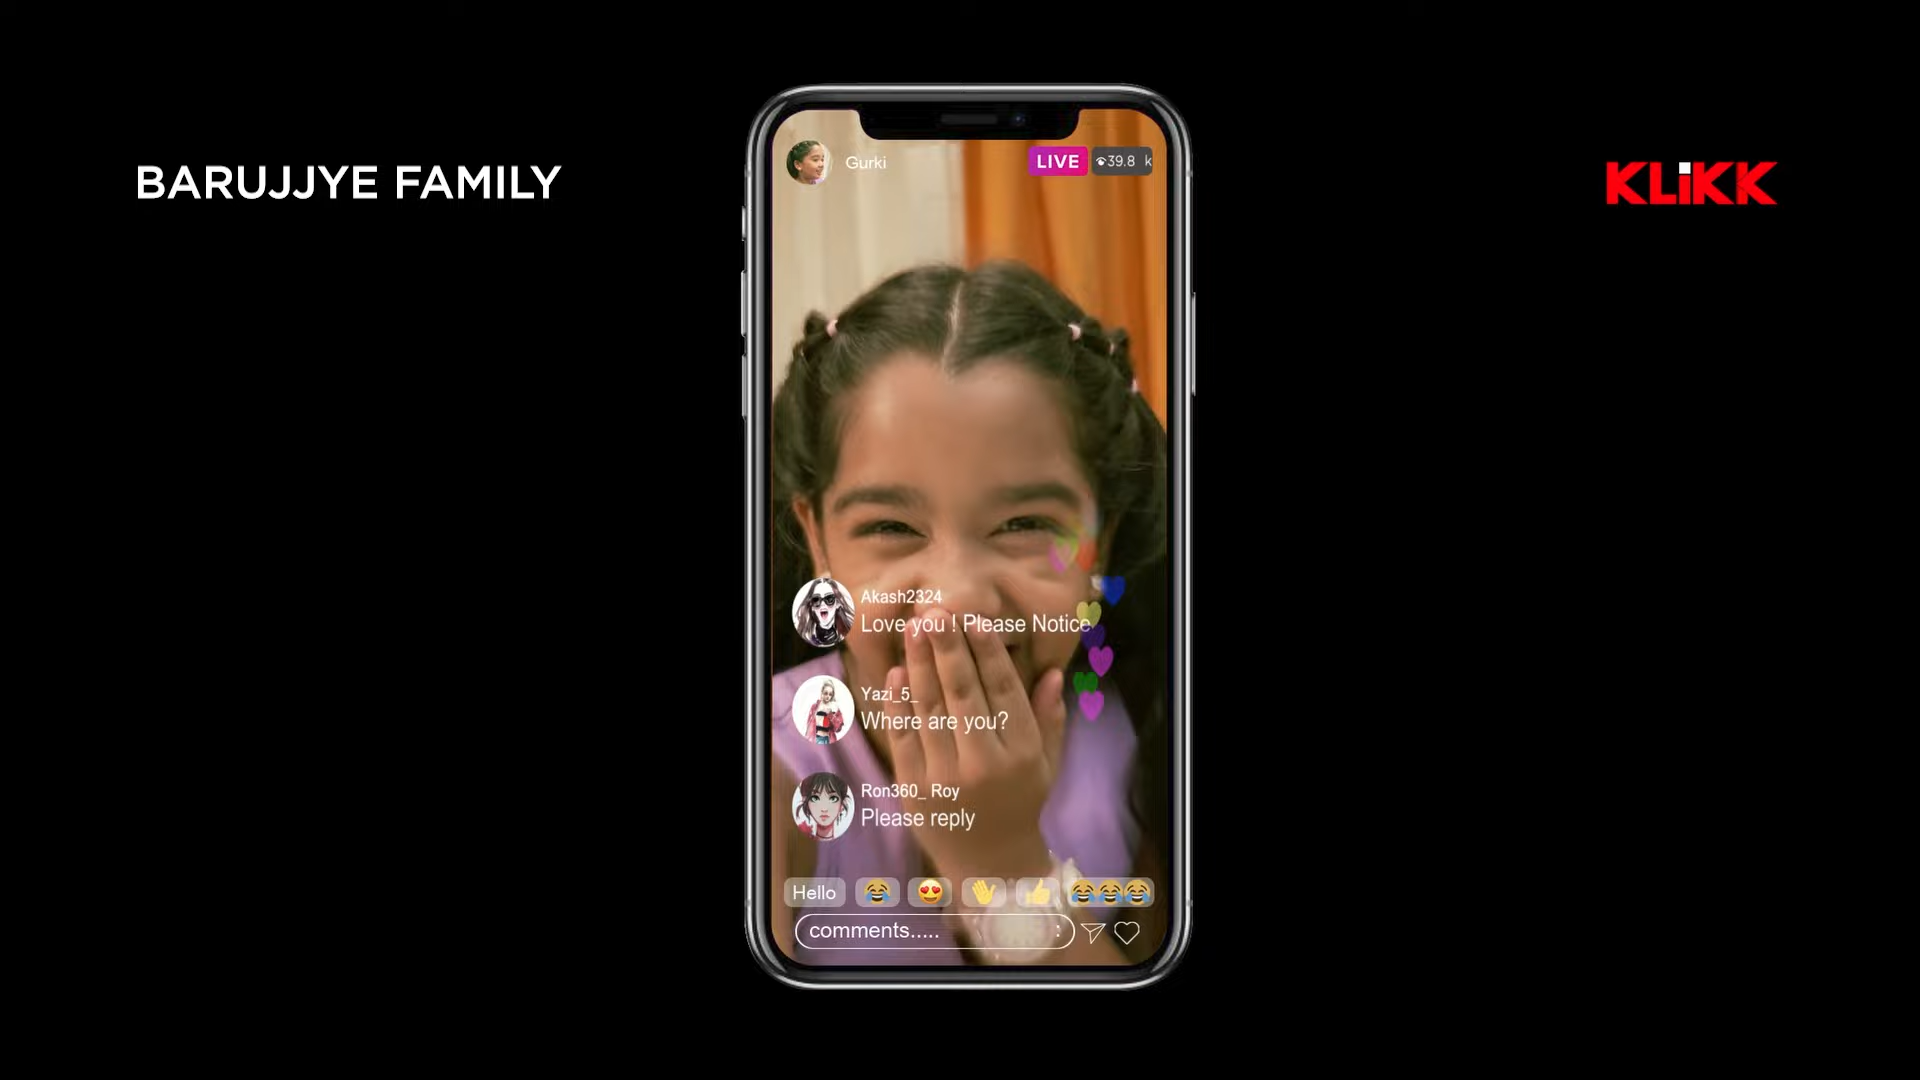 BARUJJYE FAMILY
KLiKK
Gurki
LIVE
39.8 k
Akash2324
Love you ! Please Notice
Yazi_5_
Where are you?
Ron360_ Roy
Please reply
Hello
comments.....